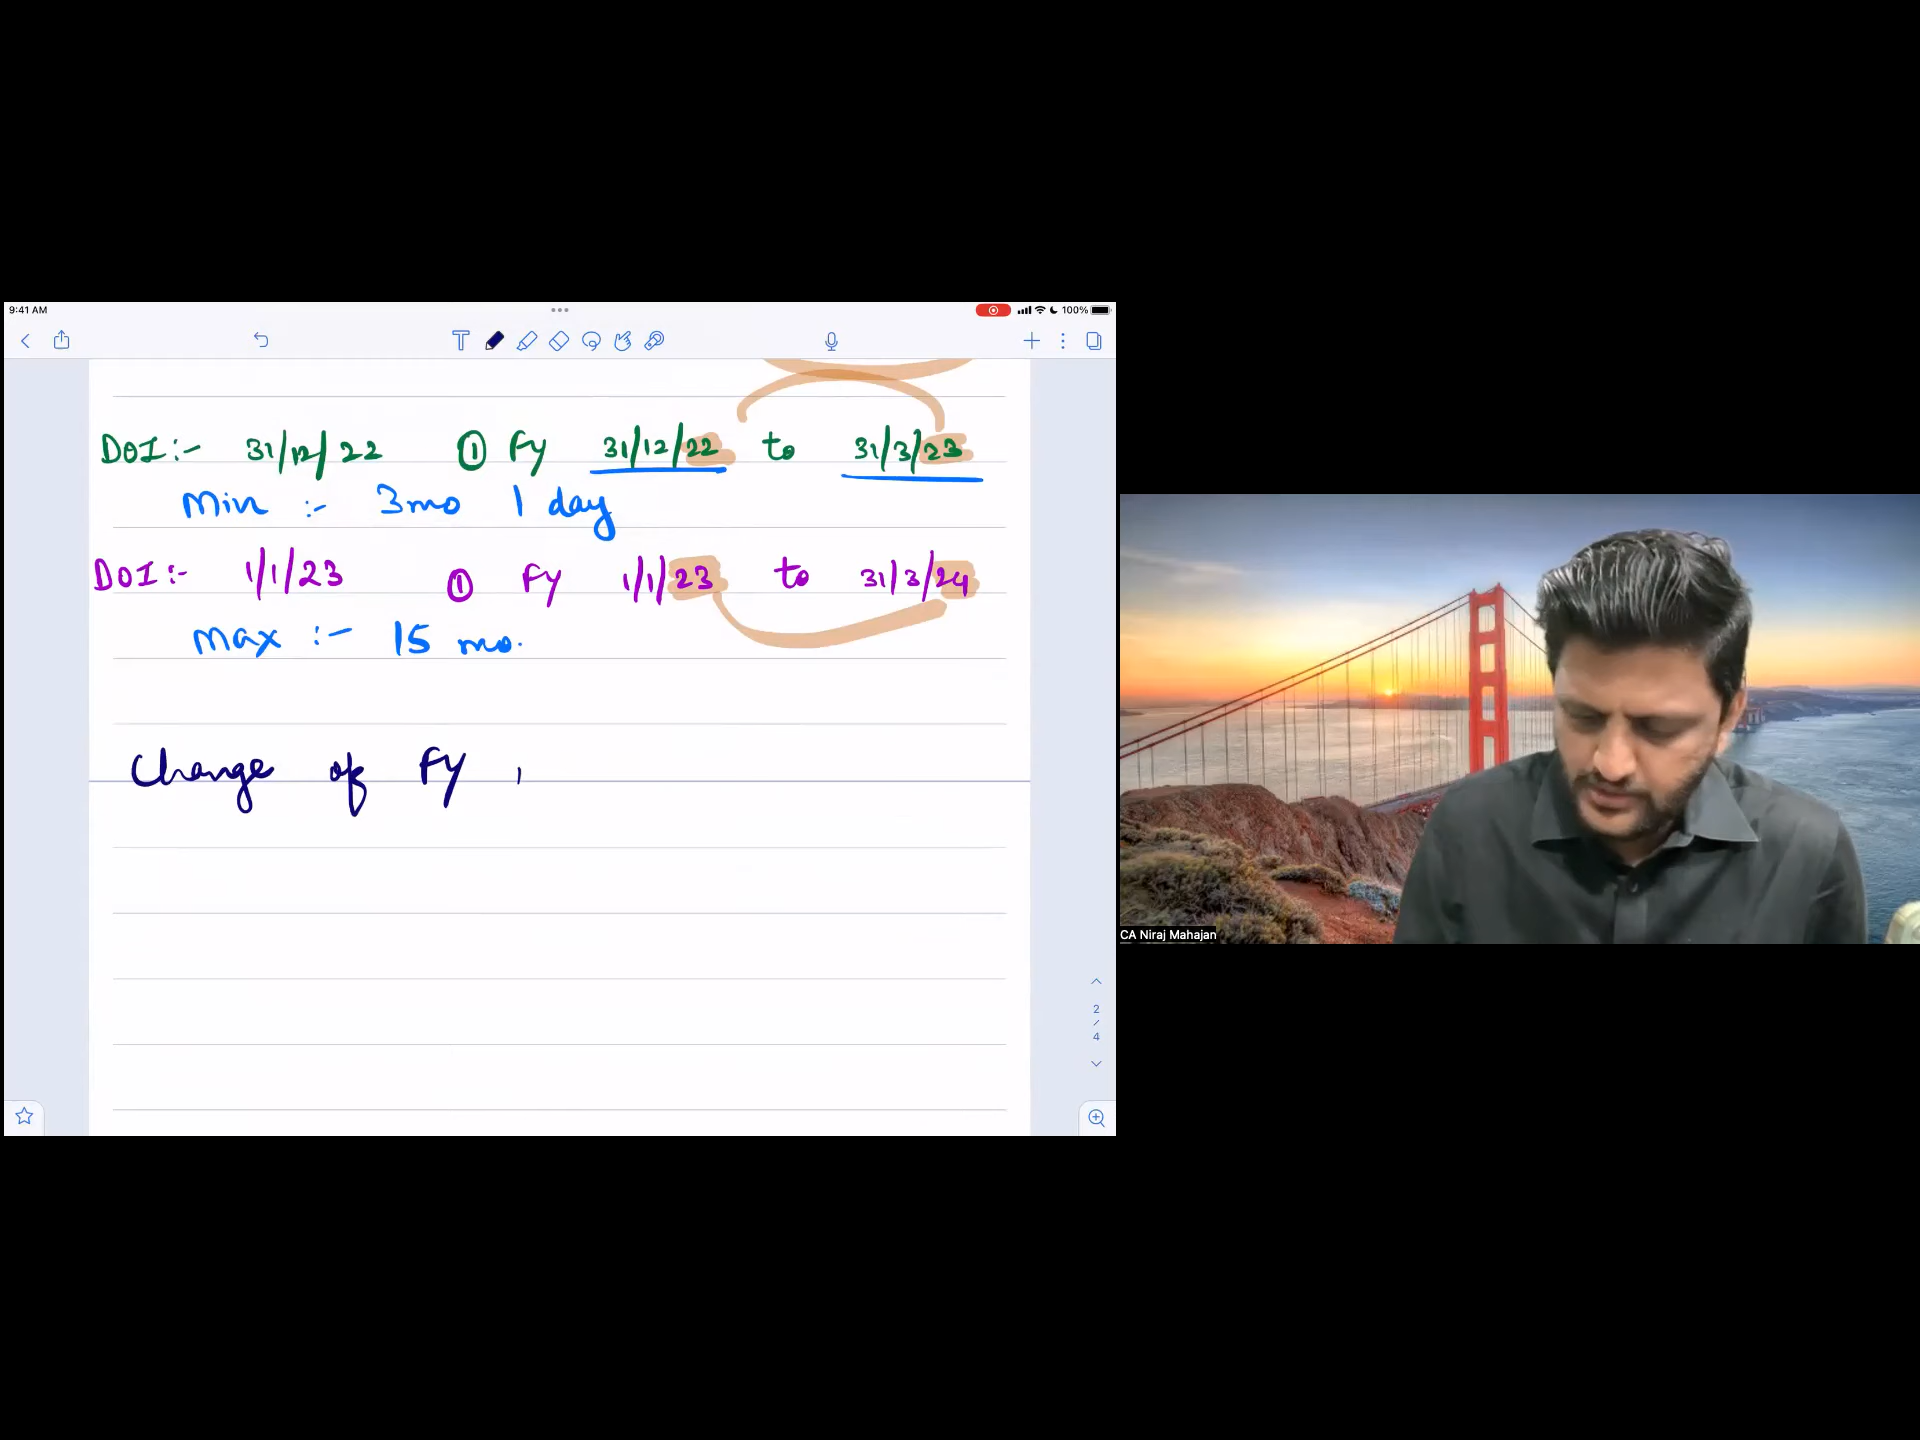 9:41 AM
100%
DOI:- 31/12/22 ① Fy 31/12/22 to 31/3/23
Min :- 3mo 1 day
DOI:- 1/1/23 ① Fy 1/1/23 to 31/3/24
Max :- 15 mo.
Change of Fy
CA Niraj Mahajan
2
/
4